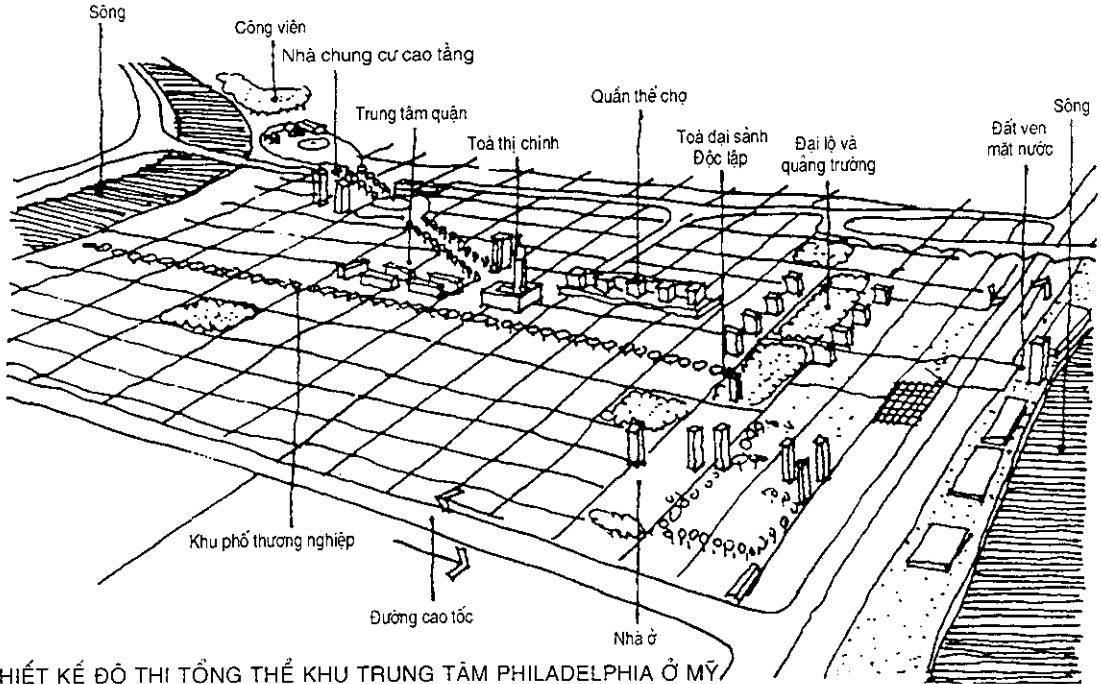 Sông
Công viên
Nhà chung cư cao tầng
Trung tâm quận
Toà thị chính
Quần thể chợ
Toà đại sảnh
Độc lập
Đại lộ và
quảng trường
Đất ven
mặt nước
Sông
Khu phố thương nghiệp
Đường cao tốc
Nhà ở
HIẾT KẾ ĐÔ THỊ TỔNG THỂ KHU TRUNG TÂM PHILADELPHIA Ở MỸ